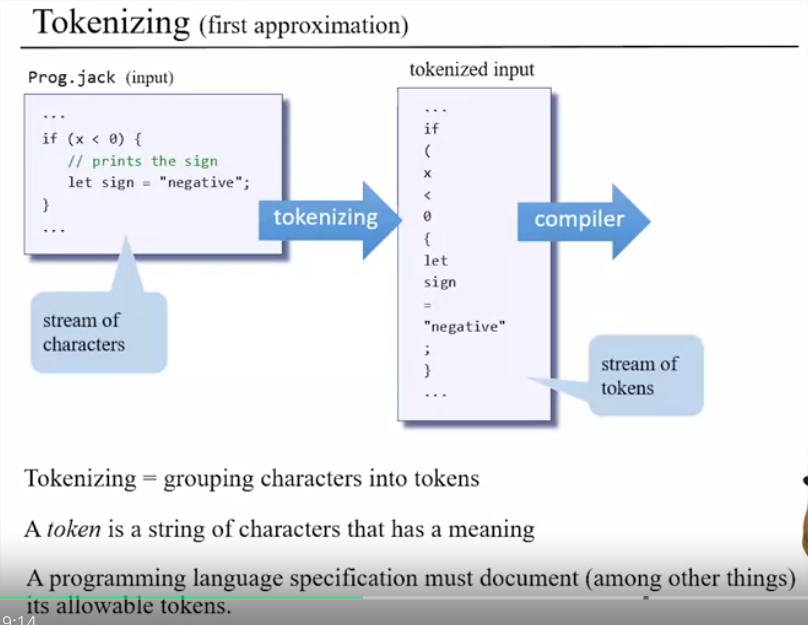 Tokenizing (first approximation)
Prog.jack (input)
...
if (x < 0) {
// prints the sign
let sign = "negative";
}
...
stream of
characters
tokenizing
tokenized input
...
if
(
x
<
0
{
let
sign
=
"negative"
;
}
...
compiler
stream of
tokens
Tokenizing = grouping characters into tokens
A token is a string of characters that has a meaning
A programming language specification must document (among other things)
its allowable tokens.
9:14